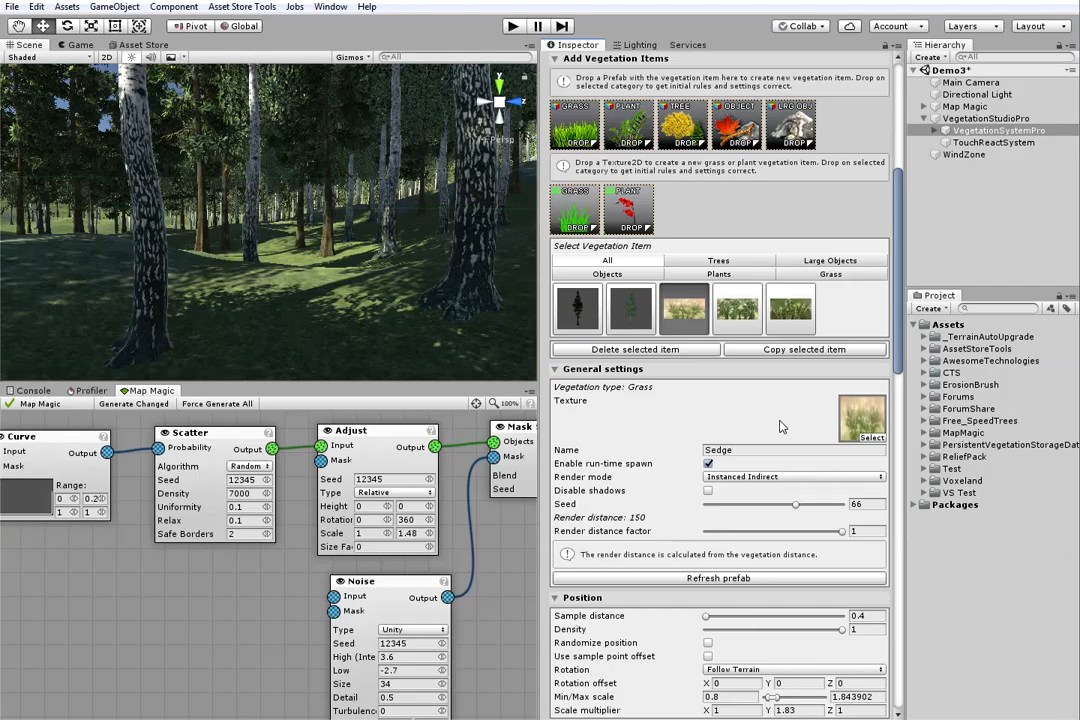 File Edit Assets GameObject Component Asset Store Tools Jobs Window Help
Pivot Global Collab Account Layers Layout
Scene Game Asset Store
Shaded 2D Gizmos All
y z
Persp
Console Profiler Map Magic
Map Magic Generate Changed Force Generate All 100%
Curve
Input Output
Mask
Range:
0 0.2
1 1
Scatter
Probability Output
Algorithm Random
Seed 12345
Density 7000
Uniformity 0.1
Relax 0.1
Safe Borders 2
Adjust
Input Output
Mask
Seed 12345
Type Relative
Height 0 0
Rotation 0 360
Scale 1 1.48
Size Fa 0
Mask
Objects
Mask
Blend
Seed
Noise
Input Output
Mask
Type Unity
Seed 12345
High (Inte 3.6
Low -2.7
Size 34
Detail 0.5
Turbulence 0
Inspector Lighting Services
Add Vegetation Items
Drop a Prefab with the vegetation item here to create new vegetation item. Drop on
selected category to get initial rules and settings correct.
GRASS PLANT TREE OBJECT LRG OBJ
DROP DROP DROP DROP DROP
Drop a Texture2D to create a new grass or plant vegetation item. Drop on selected
category to get initial rules and settings correct.
GRASS PLANT
DROP DROP
Select Vegetation Item
All Trees Large Objects
Objects Plants Grass
Delete selected item Copy selected item
General settings
Vegetation type: Grass
Texture
Select
Name Sedge
Enable run-time spawn
Render mode Instanced Indirect
Disable shadows
Seed 66
Render distance: 150
Render distance factor 1
The render distance is calculated from the vegetation distance.
Refresh prefab
Position
Sample distance 0.4
Density 1
Randomize position
Use sample point offset
Rotation Follow Terrain
Rotation offset X 0 Y 0 Z 0
Min/Max scale 0.8 1.843902
Scale multiplier X 1 Y 1.83 Z 1
Hierarchy
Create All
Demo3*
Main Camera
Directional Light
Map Magic
VegetationStudioPro
VegetationSystemPro
TouchReactSystem
WindZone
Project
Create
Assets
_TerrainAutoUpgrade
AssetStoreTools
AwesomeTechnologies
CTS
ErosionBrush
Forums
ForumShare
Free_SpeedTrees
MapMagic
PersistentVegetationStorageDat
ReliefPack
Test
Voxeland
VS Test
Packages